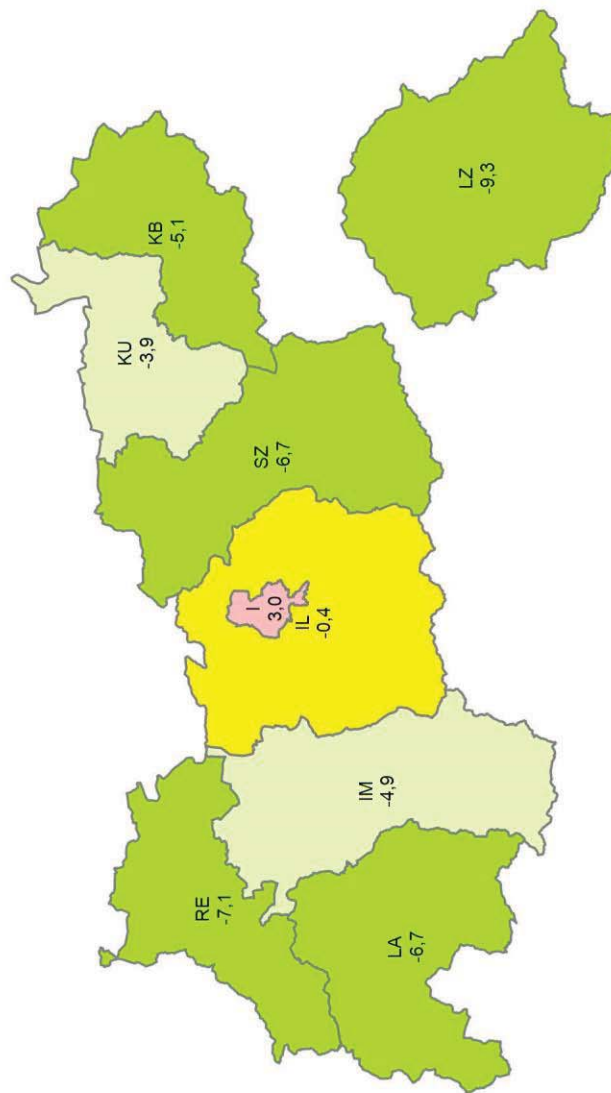 RE
-7,1
LA
-6,7
IM
-4,9
I
3,0
IL
-0,4
SZ
-6,7
KU
-3,9
KB
-5,1
LZ
-9,3